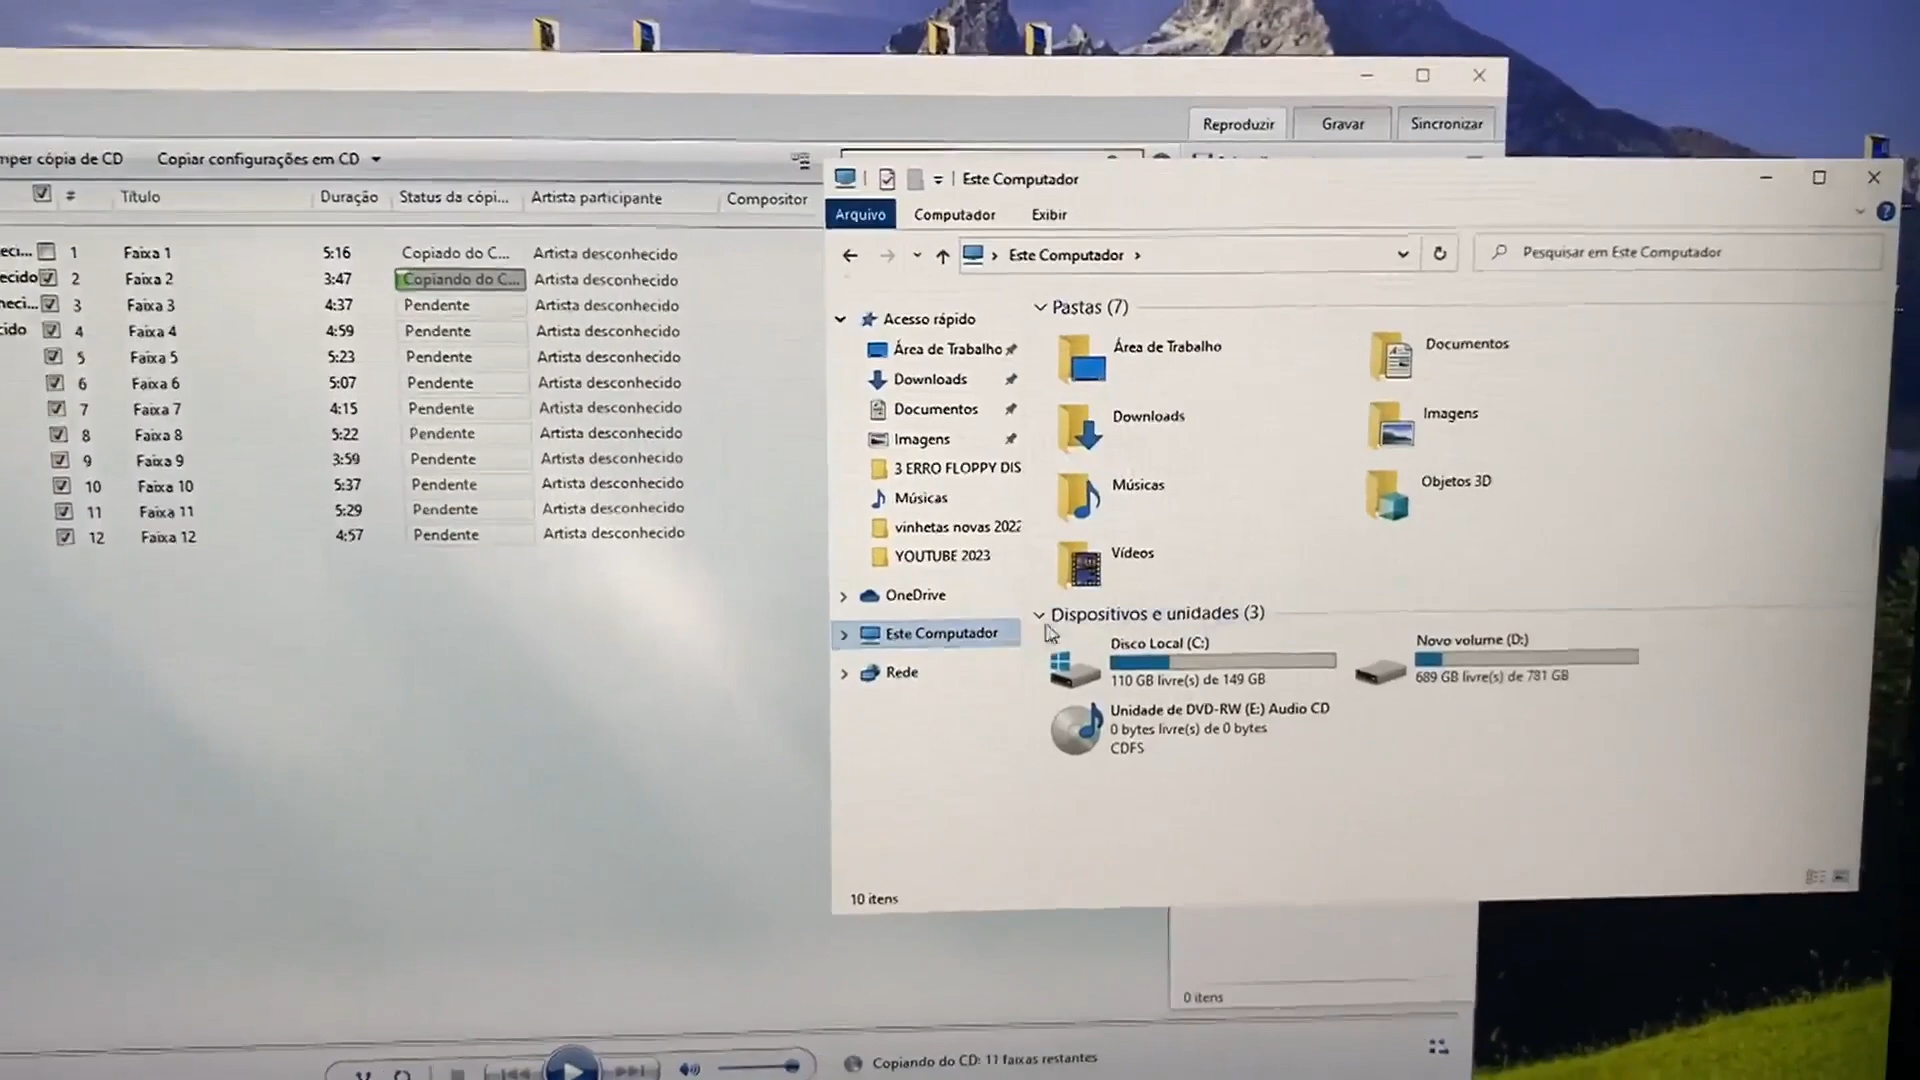 Reproduzir Gravar Sincronizar
mper cópia de CD Copiar configurações em CD
# Título Duração Status da cópi... Artista participante Compositor
eci... 1 Faixa 1 5:16 Copiado do C... Artista desconhecido
ecido 2 Faixa 2 3:47 Copiando do C... Artista desconhecido
heci... 3 Faixa 3 4:37 Pendente Artista desconhecido
cido 4 Faixa 4 4:59 Pendente Artista desconhecido
5 Faixa 5 5:23 Pendente Artista desconhecido
6 Faixa 6 5:07 Pendente Artista desconhecido
7 Faixa 7 4:15 Pendente Artista desconhecido
8 Faixa 8 5:22 Pendente Artista desconhecido
9 Faixa 9 3:59 Pendente Artista desconhecido
10 Faixa 10 5:37 Pendente Artista desconhecido
11 Faixa 11 5:29 Pendente Artista desconhecido
12 Faixa 12 4:57 Pendente Artista desconhecido
Este Computador
Arquivo Computador Exibir
Este Computador
Pesquisar em Este Computador
Acesso rápido
Área de Trabalho
Downloads
Documentos
Imagens
3 ERRO FLOPPY DIS
Músicas
vinhetas novas 2022
YOUTUBE 2023
OneDrive
Este Computador
Rede
Pastas (7)
Área de Trabalho
Documentos
Downloads
Imagens
Músicas
Objetos 3D
Vídeos
Dispositivos e unidades (3)
Disco Local (C:)
110 GB livre(s) de 149 GB
Novo volume (D:)
689 GB livre(s) de 781 GB
Unidade de DVD-RW (E:) Audio CD
0 bytes livre(s) de 0 bytes
CDFS
10 itens
0 itens
Copiando do CD: 11 faixas restantes